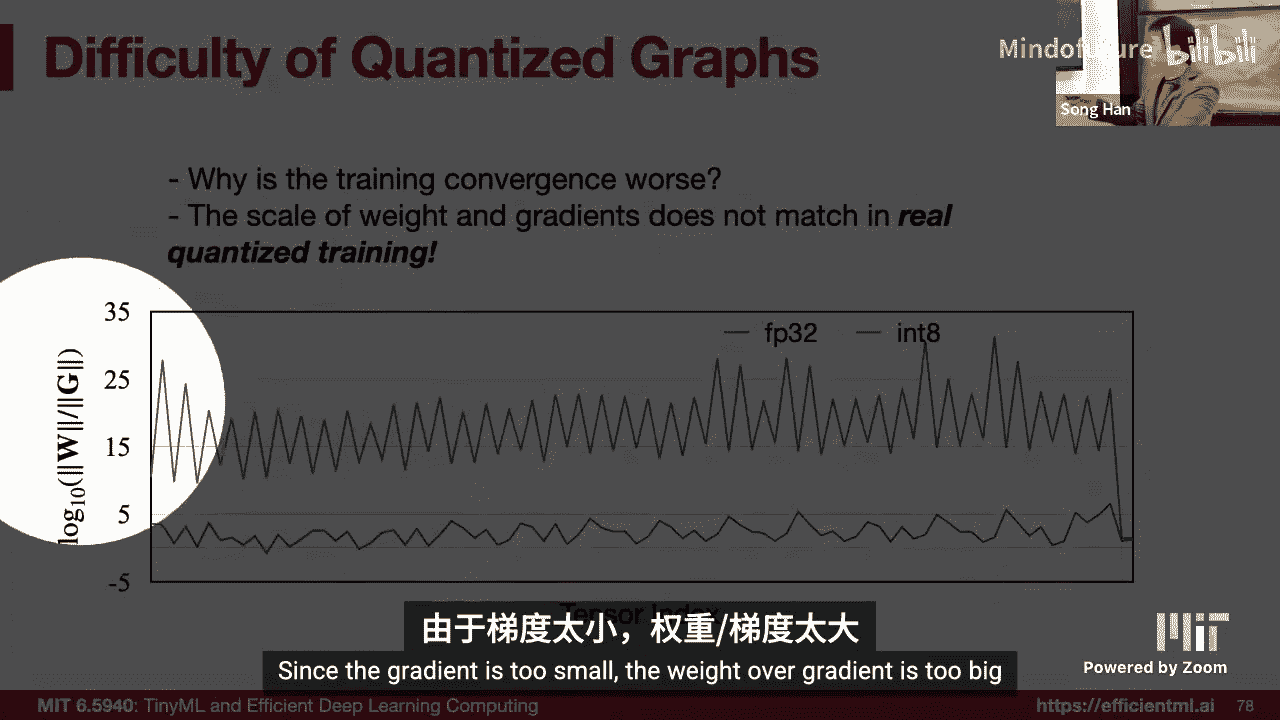 Difficulty of Quantized Graphs
Mindofuture bilibili
Song Han
- Why is the training convergence worse?
- The scale of weight and gradients does not match in real
quantized training!
35
25
15
5
-5
log10(||W||/||G||)
fp32
int8
Tensor Index
由于梯度太小，权重/梯度太大
Since the gradient is too small, the weight over gradient is too big
MIT
Powered by Zoom
MIT 6.5940: TinyML and Efficient Deep Learning Computing
https://efficientml.ai
78